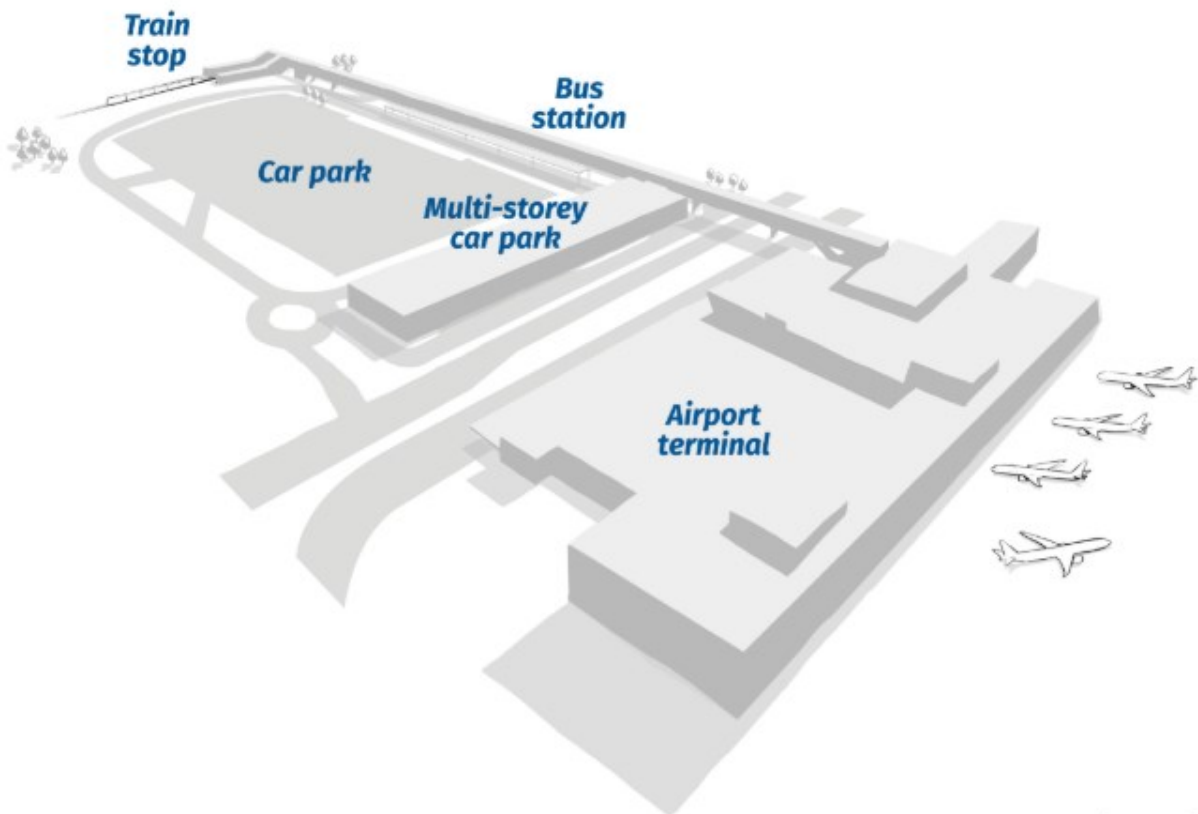 Train
stop
Bus
station
Car park
Multi-storey
car park
Airport
terminal